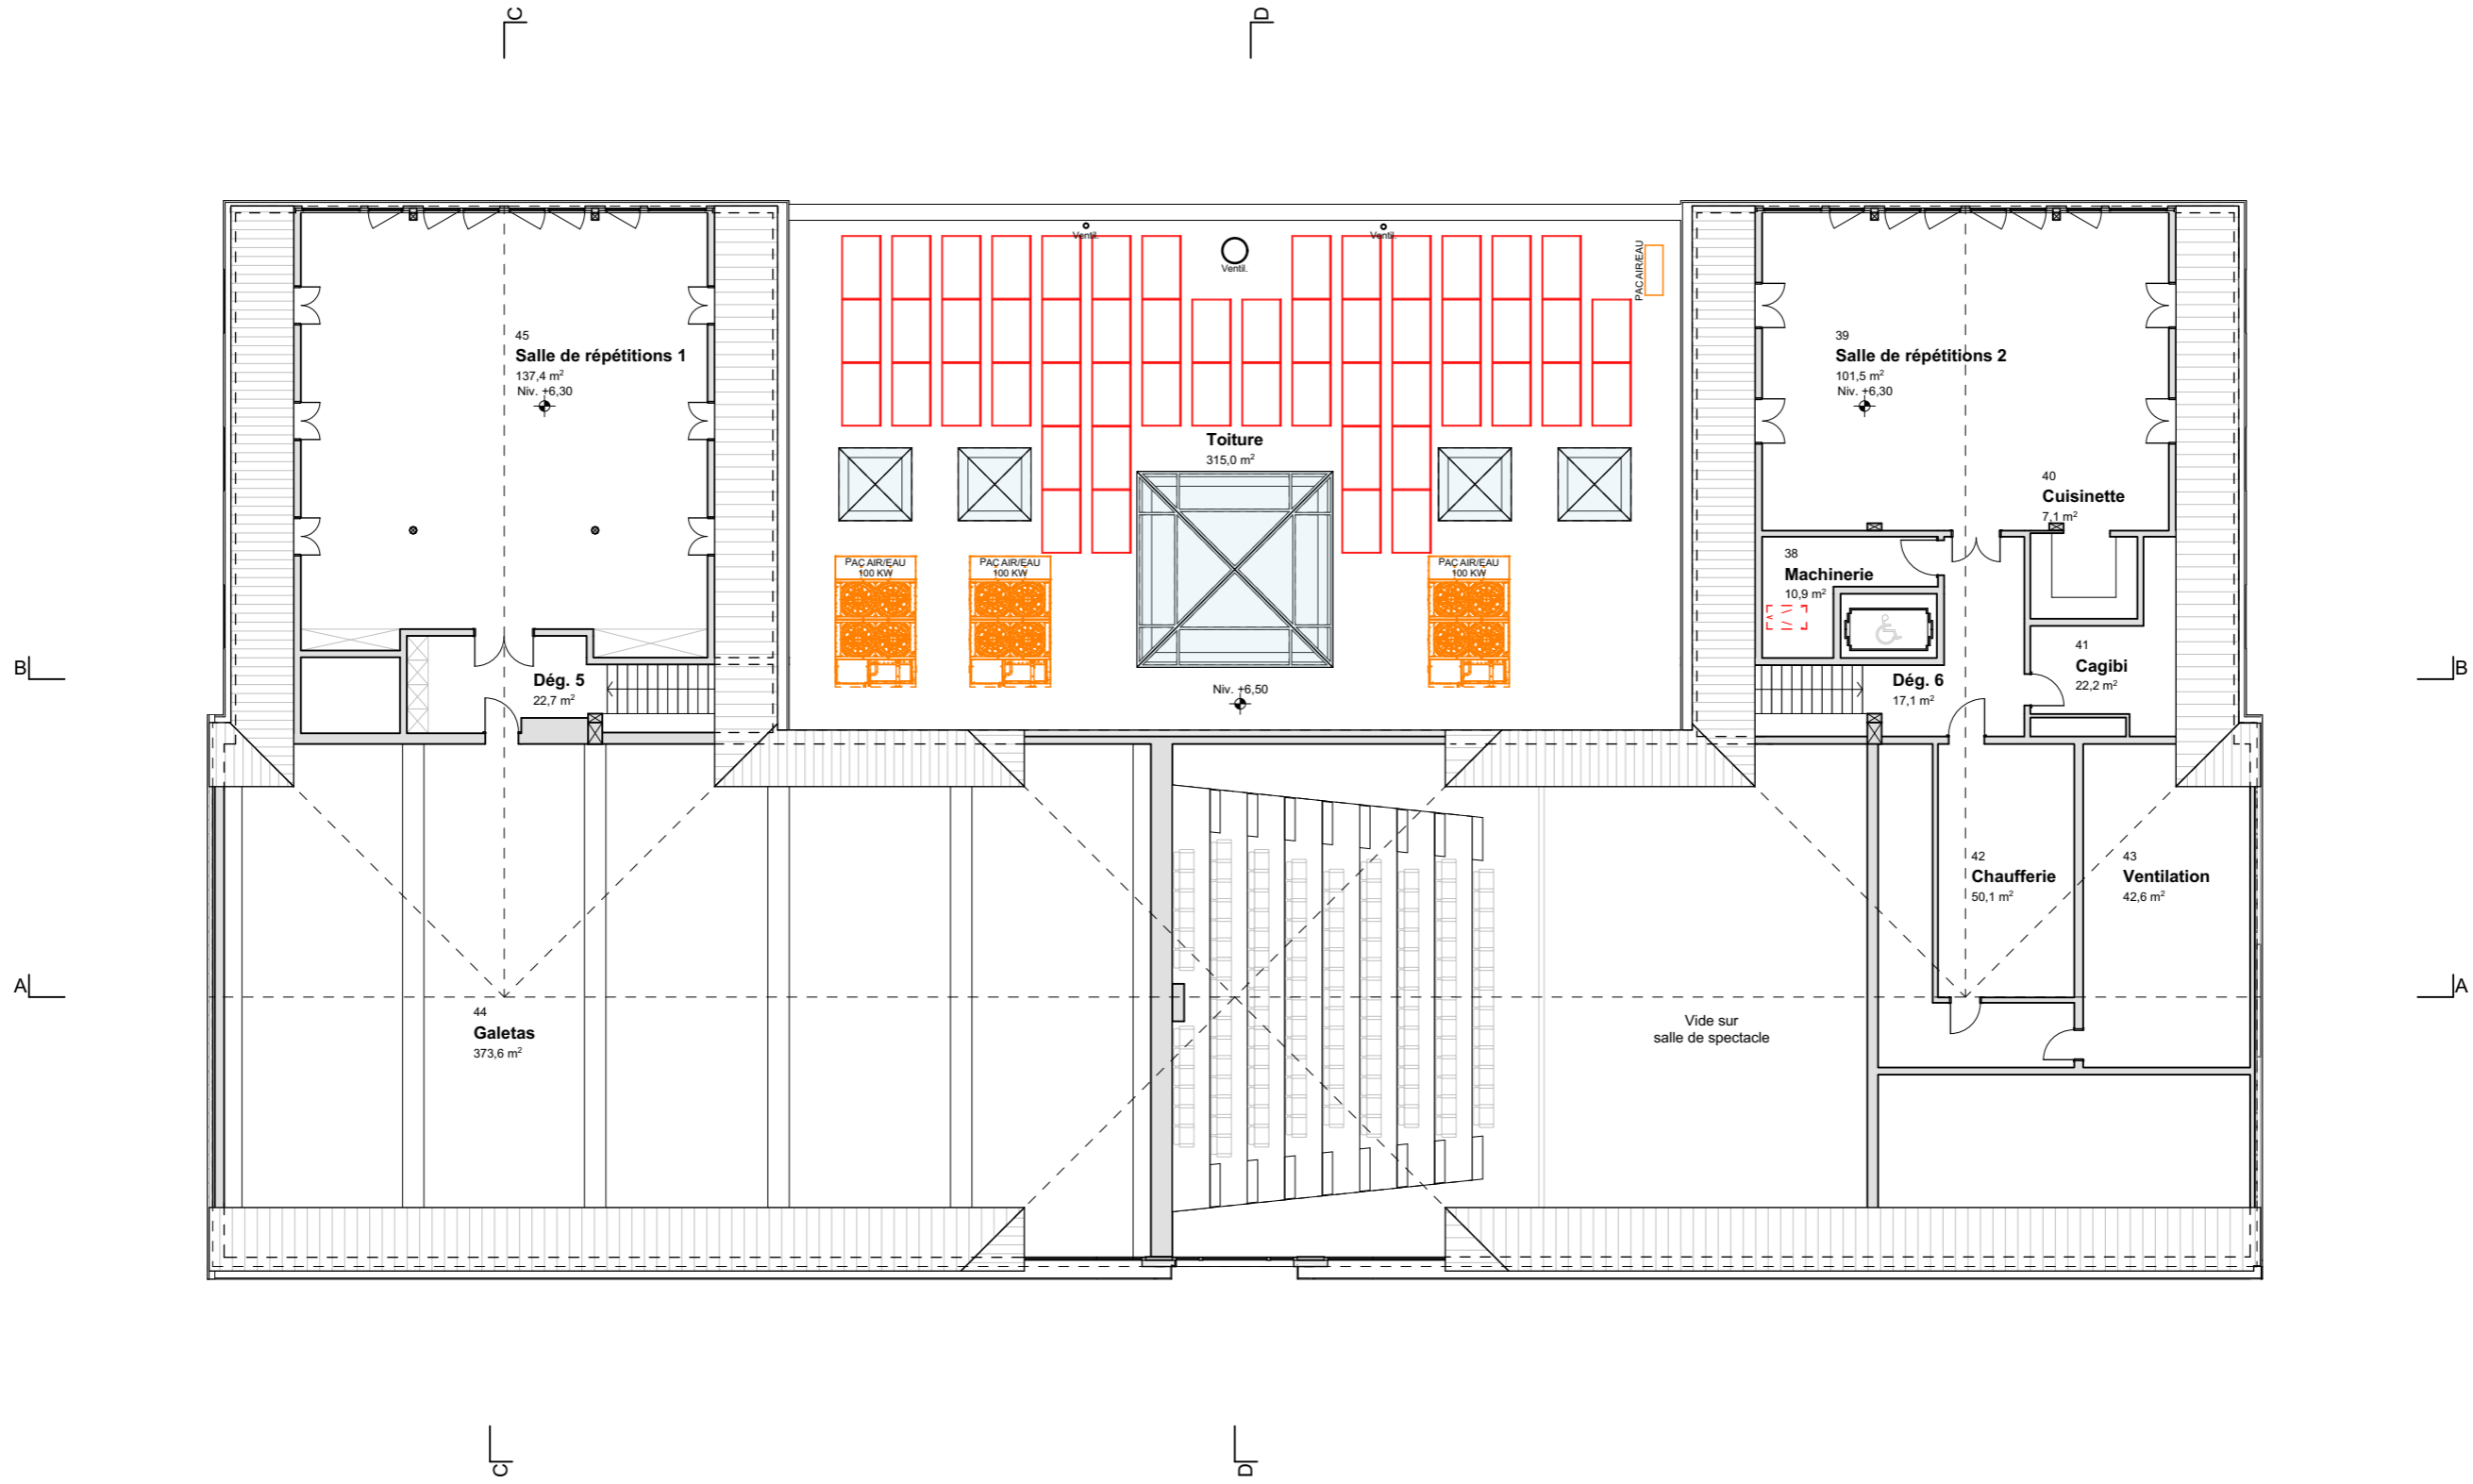 C
D
Ventil.
Ventil.
Ventil.
PAC AIR/EAU
45
Salle de répétitions 1
137,4 m²
Niv. +6,30
39
Salle de répétitions 2
101,5 m²
Niv. +6,30
Toiture
315,0 m²
40
Cuisinette
7,1 m²
PAC AIR/EAU
100 KW
PAC AIR/EAU
100 KW
PAC AIR/EAU
100 KW
38
Machinerie
10,9 m²
41
Cagibi
22,2 m²
B
B
Dég. 5
22,7 m²
Niv. +6,50
Dég. 6
17,1 m²
42
Chaufferie
50,1 m²
43
Ventilation
42,6 m²
A
A
44
Galetas
373,6 m²
Vide sur
salle de spectacle
C
D